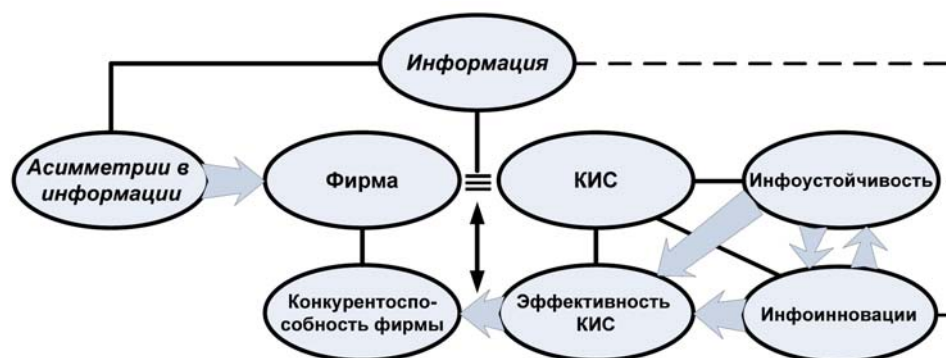 Информация
Асимметрии в
информации
Фирма
≡
КИС
Инфоустойчивость
Конкурентоспо-
собность фирмы
Эффективность
КИС
Инфоинновации